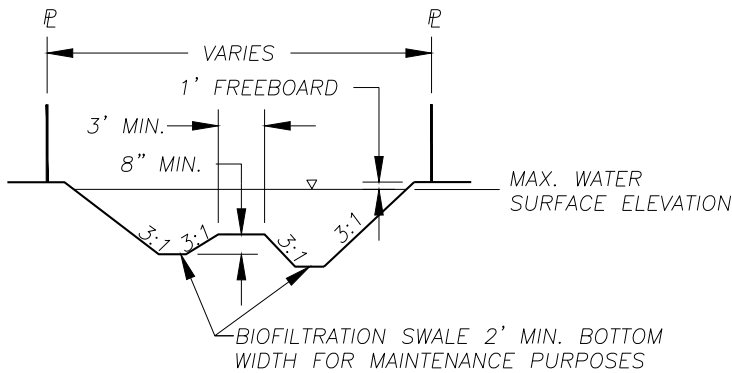 ℄ ℄
VARIES
1' FREEBOARD
3' MIN.
8" MIN.
MAX. WATER
SURFACE ELEVATION
3:1 3:1 3:1 3:1
BIOFILTRATION SWALE 2' MIN. BOTTOM
WIDTH FOR MAINTENANCE PURPOSES